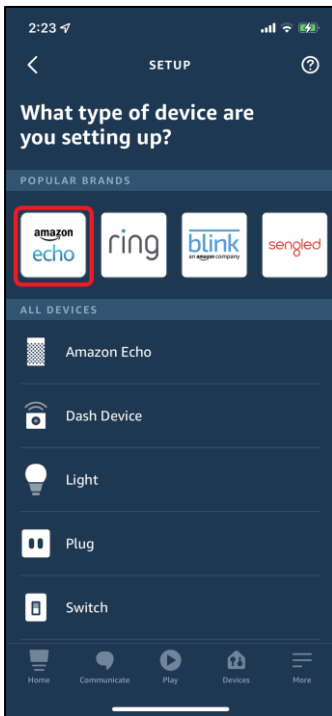 2:23
SETUP
What type of device are
you setting up?
POPULAR BRANDS
amazon
echo
ring
blink
an amazon company
sengled
ALL DEVICES
Amazon Echo
Dash Device
Light
Plug
Switch
Home Communicate Play Devices More